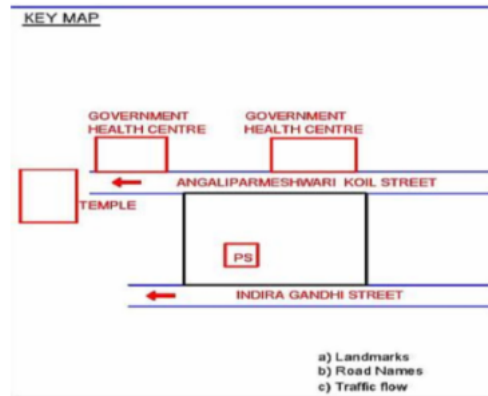 KEY MAP
GOVERNMENT
HEALTH CENTRE
GOVERNMENT
HEALTH CENTRE
ANGALIPARMESHWARI KOIL STREET
TEMPLE
PS
INDIRA GANDHI STREET
a) Landmarks
b) Road Names
c) Traffic flow